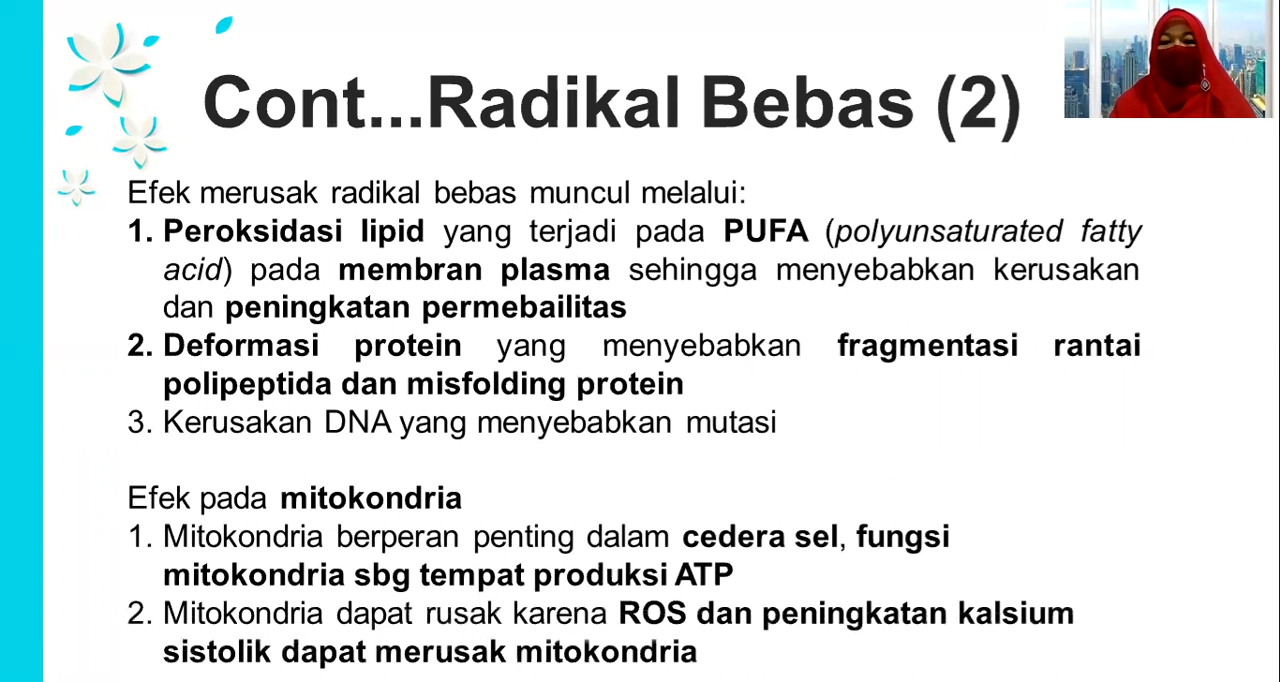 Cont...Radikal Bebas (2)
Efek merusak radikal bebas muncul melalui:
1. Peroksidasi lipid yang terjadi pada PUFA (polyunsaturated fatty
acid) pada membran plasma sehingga menyebabkan kerusakan
dan peningkatan permebailitas
2. Deformasi protein yang menyebabkan fragmentasi rantai
polipeptida dan misfolding protein
3. Kerusakan DNA yang menyebabkan mutasi
Efek pada mitokondria
1. Mitokondria berperan penting dalam cedera sel, fungsi
mitokondria sbg tempat produksi ATP
2. Mitokondria dapat rusak karena ROS dan peningkatan kalsium
sistolik dapat merusak mitokondria